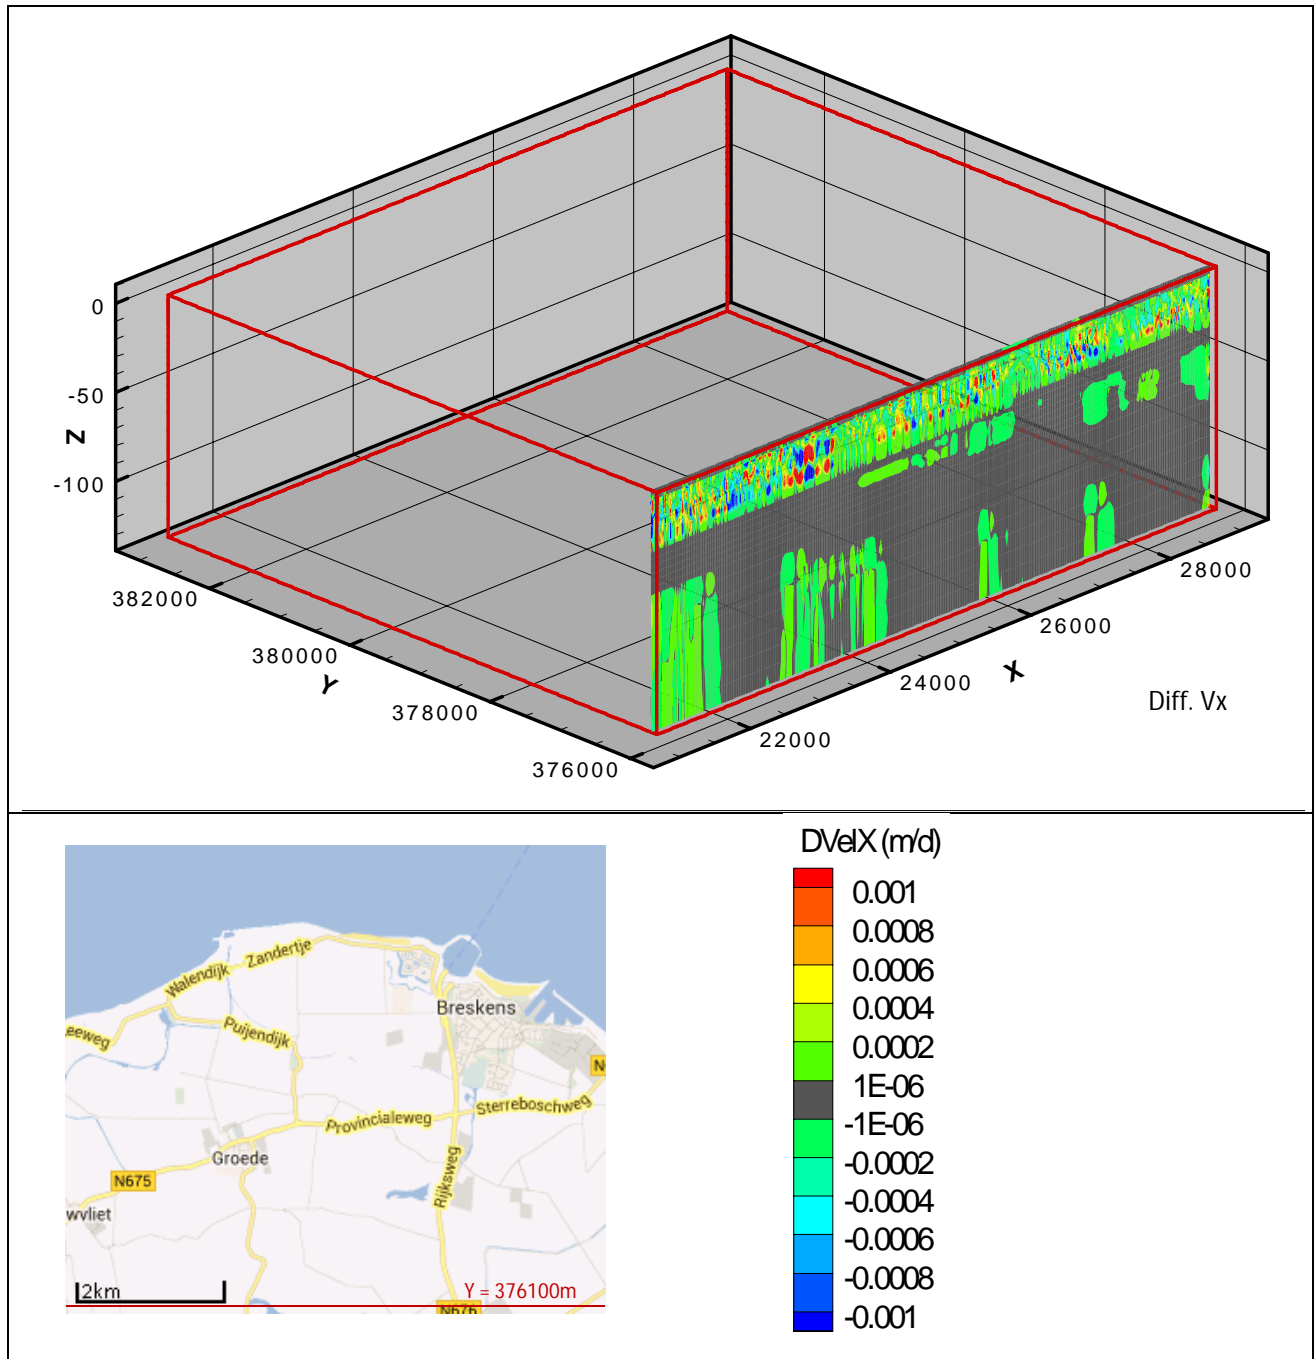 0
-50
Z
-100
382000
380000
Y
378000
376000
28000
26000
X
24000
22000
Diff. Vx
DVelX (m/d)
0.001
0.0008
0.0006
0.0004
0.0002
1E-06
-1E-06
-0.0002
-0.0004
-0.0006
-0.0008
-0.001
Zandertje
Walendijk
Breskens
eeweg
Puijendijk
N
Sterreboschweg
Provincialeweg
Groede
N675
Rijksweg
wvliet
2km
Y = 376100m
N676